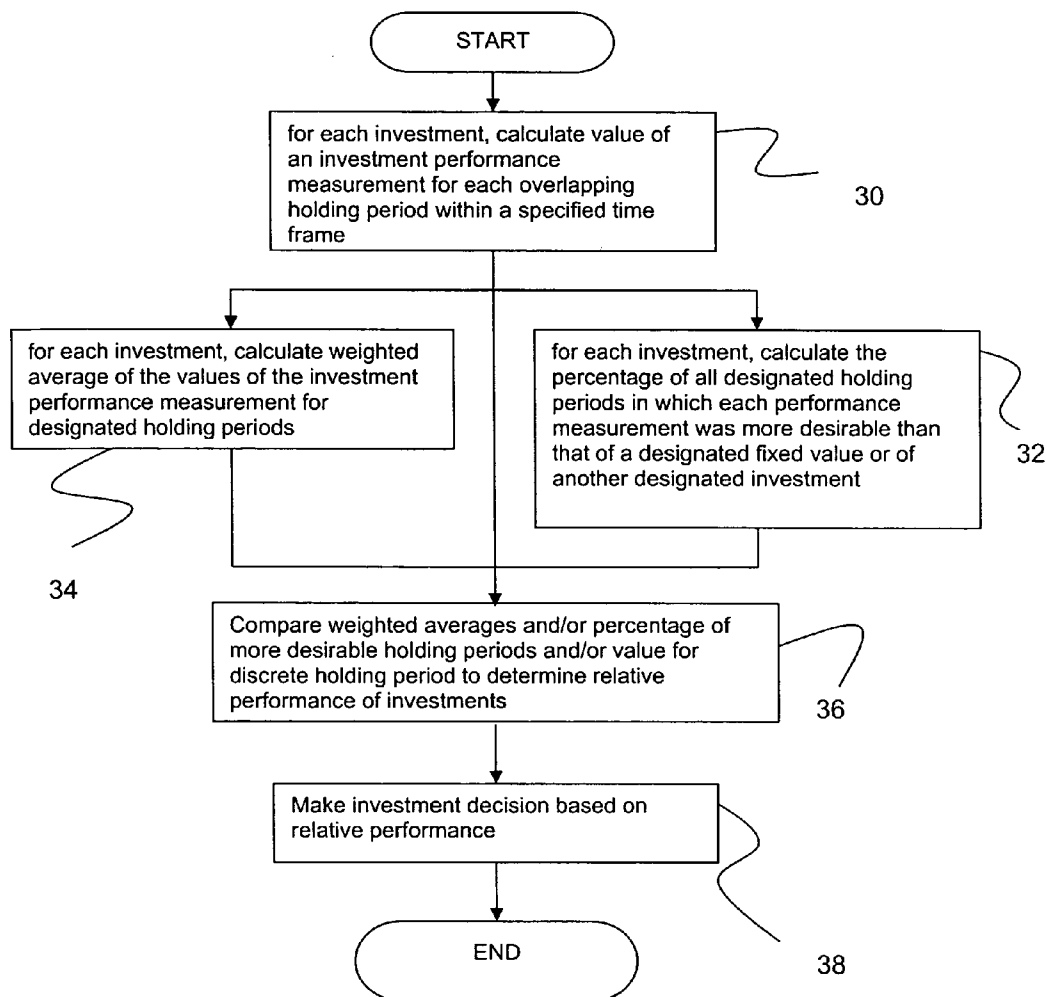 START
for each investment, calculate value of
an investment performance
measurement for each overlapping
holding period within a specified time
frame
30
for each investment, calculate weighted
average of the values of the investment
performance measurement for
designated holding periods
34
for each investment, calculate the
percentage of all designated holding
periods in which each performance
measurement was more desirable than
that of a designated fixed value or of
another designated investment
32
Compare weighted averages and/or percentage of
more desirable holding periods and/or value for
discrete holding period to determine relative
performance of investments
36
Make investment decision based on
relative performance
38
END